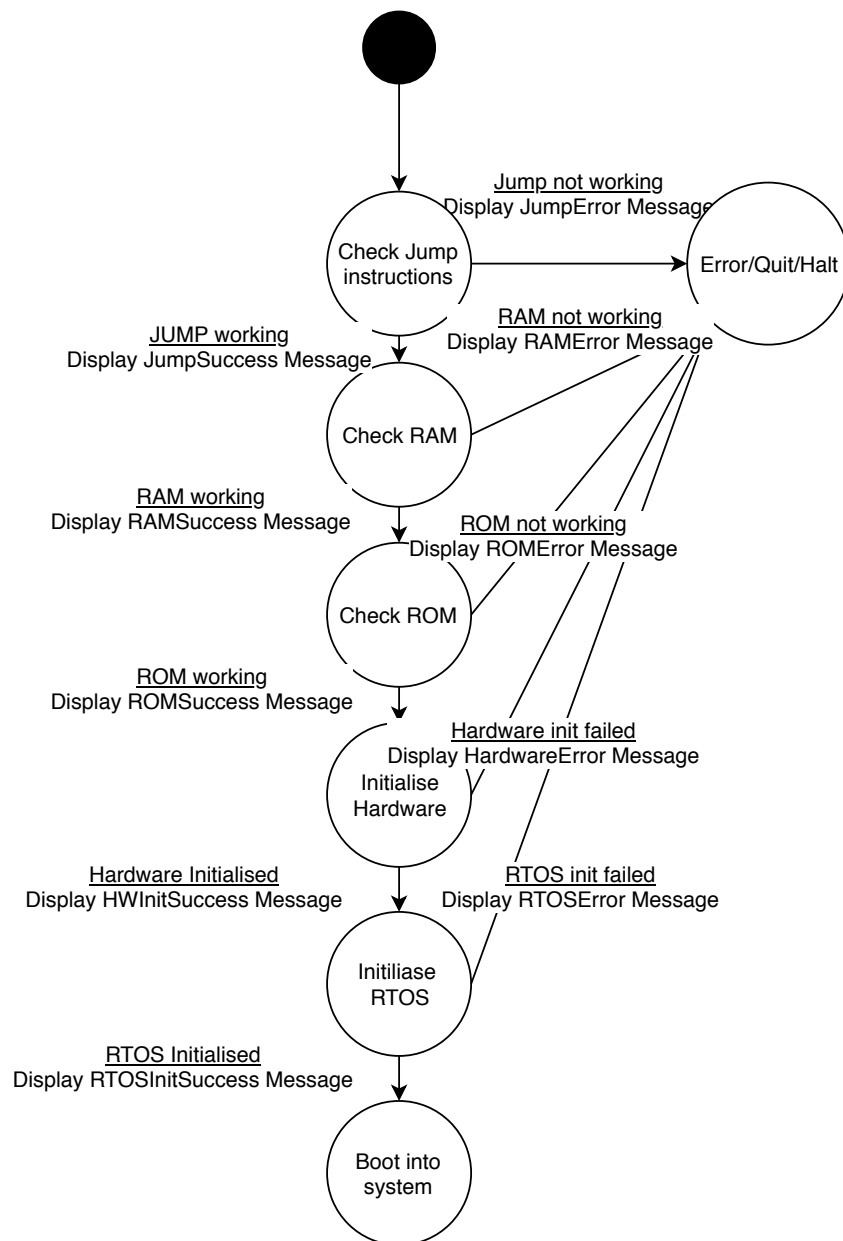 Jump not working
Display JumpError Message
Check Jump
instructions
Error/Quit/Halt
JUMP working
Display JumpSuccess Message
RAM not working
Display RAMError Message
Check RAM
RAM working
Display RAMSuccess Message
ROM not working
Display ROMError Message
Check ROM
ROM working
Display ROMSuccess Message
Hardware init failed
Display HardwareError Message
Initialise
Hardware
Hardware Initialised
Display HWInitSuccess Message
RTOS init failed
Display RTOSError Message
Initiliase
RTOS
RTOS Initialised
Display RTOSInitSuccess Message
Boot into
system